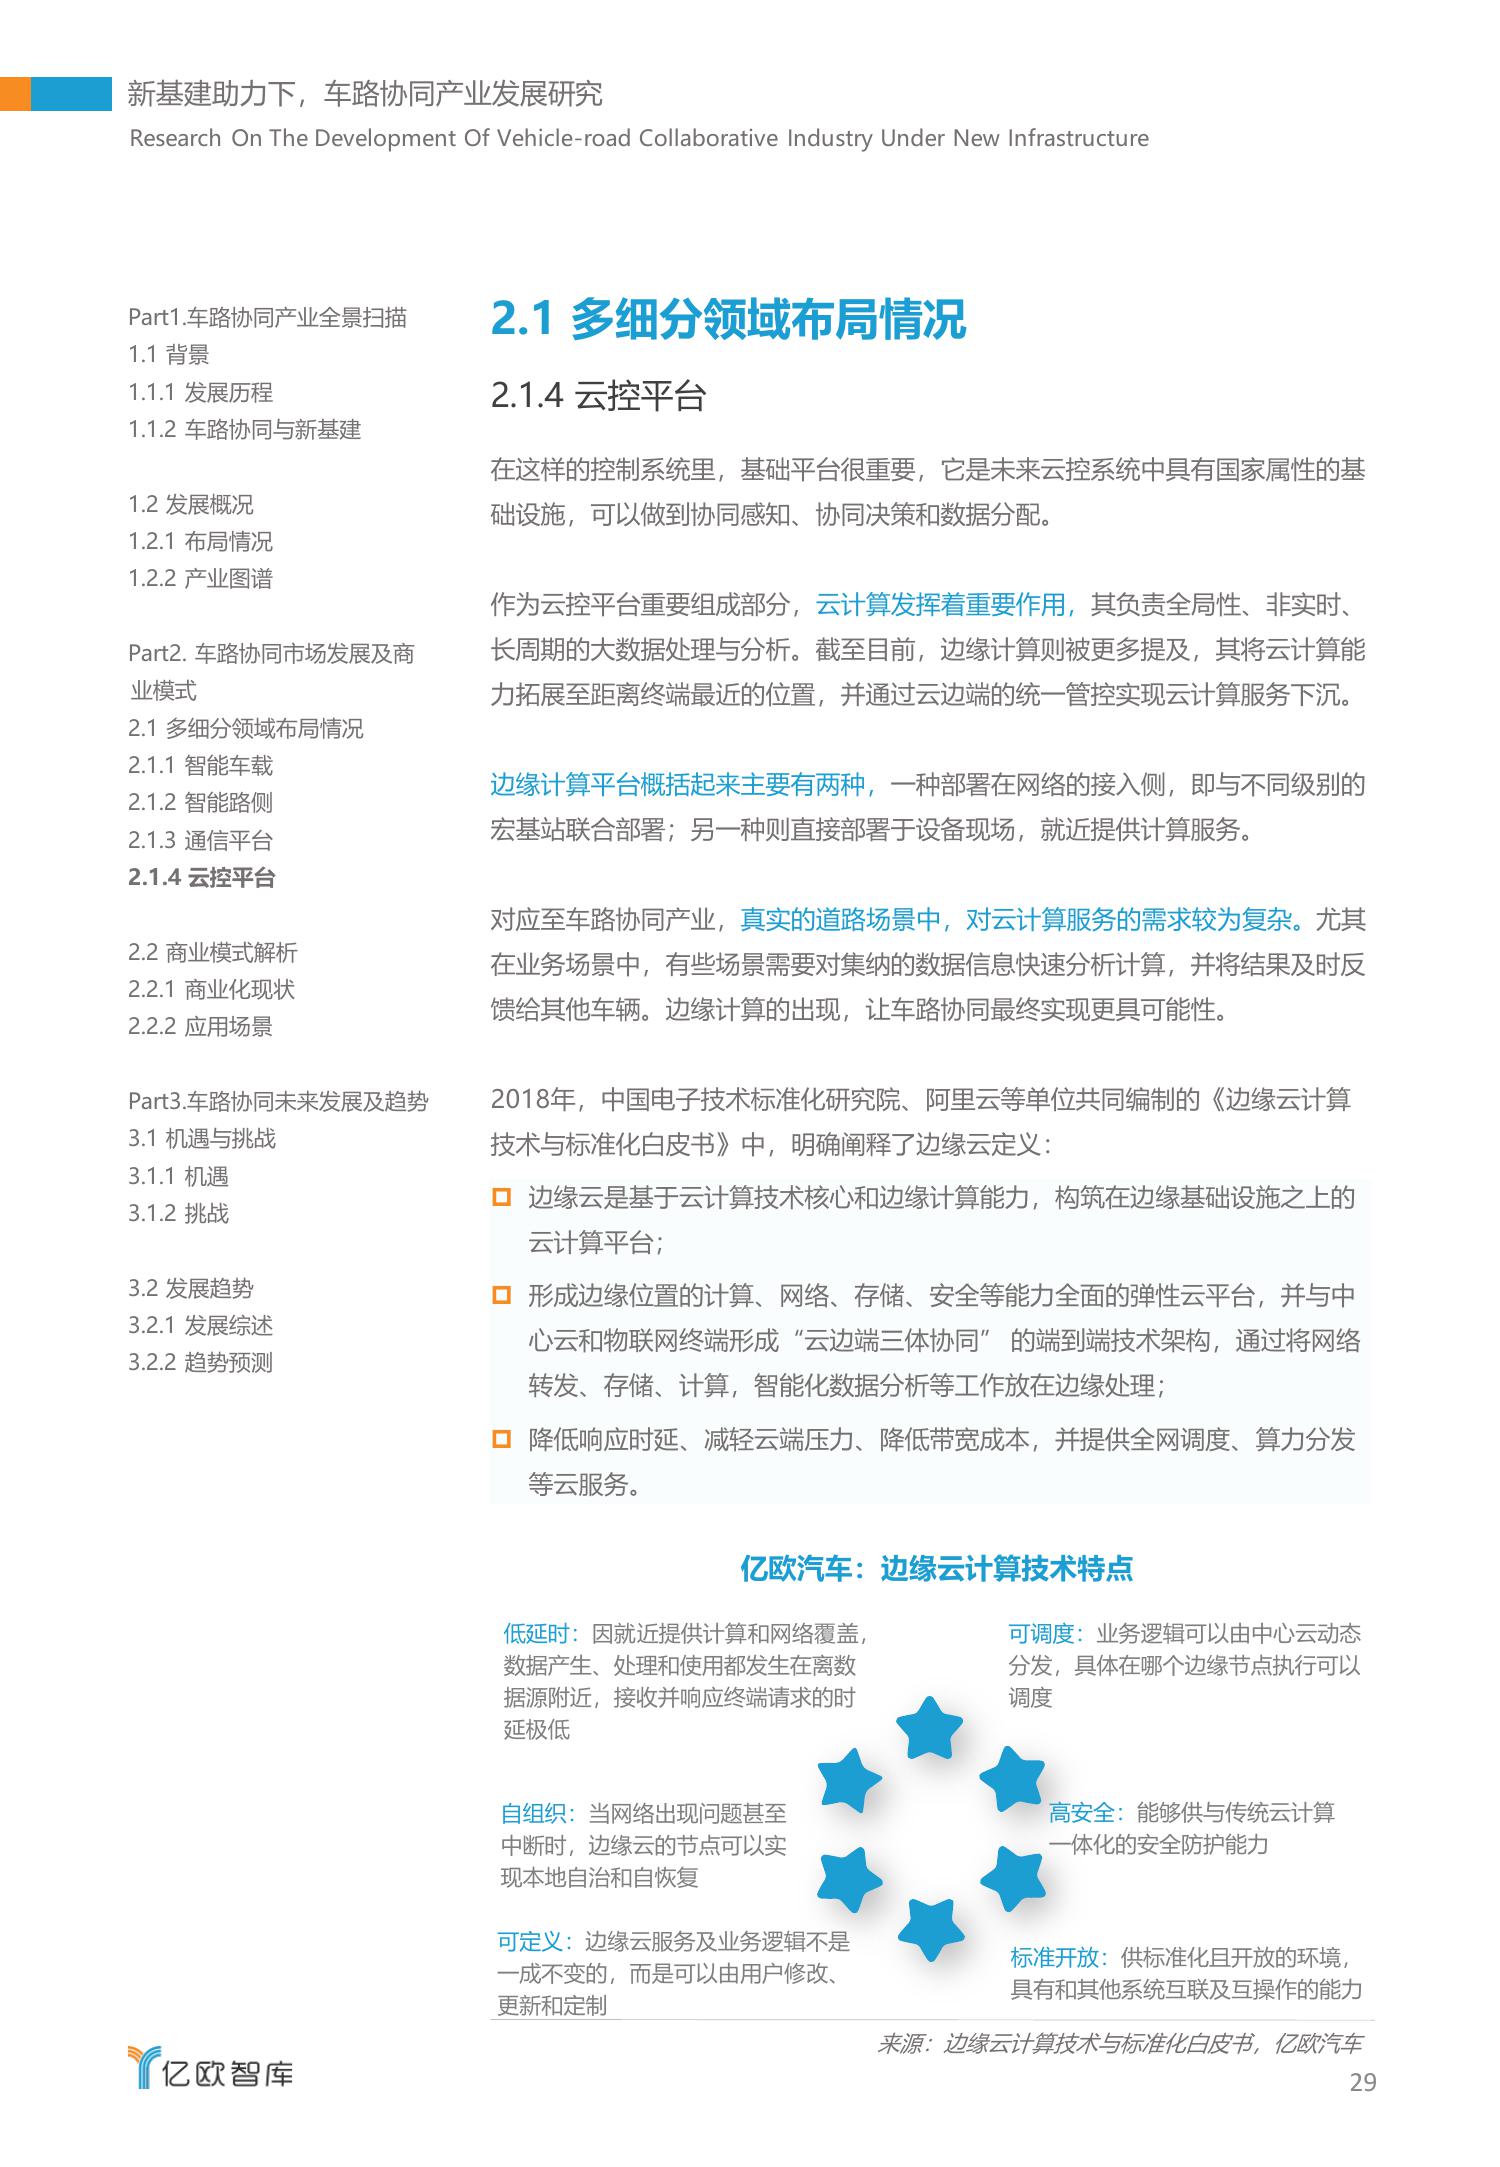 新基建助力下，车路协同产业发展研究
Research On The Development Of Vehicle-road Collaborative Industry Under New Infrastructure
Part1.车路协同产业全景扫描
1.1 背景
1.1.1 发展历程
1.1.2 车路协同与新基建
1.2 发展概况
1.2.1 布局情况
1.2.2 产业图谱
Part2. 车路协同市场发展及商
业模式
2.1 多细分领域布局情况
2.1.1 智能车载
2.1.2 智能路侧
2.1.3 通信平台
2.1.4 云控平台
2.2 商业模式解析
2.2.1 商业化现状
2.2.2 应用场景
Part3.车路协同未来发展及趋势
3.1 机遇与挑战
3.1.1 机遇
3.1.2 挑战
3.2 发展趋势
3.2.1 发展综述
3.2.2 趋势预测
2.1 多细分领域布局情况
2.1.4 云控平台
在这样的控制系统里，基础平台很重要，它是未来云控系统中具有国家属性的基
础设施，可以做到协同感知、协同决策和数据分配。
作为云控平台重要组成部分，云计算发挥着重要作用，其负责全局性、非实时、
长周期的大数据处理与分析。截至目前，边缘计算则被更多提及，其将云计算能
力拓展至距离终端最近的位置，并通过云边端的统一管控实现云计算服务下沉。
边缘计算平台概括起来主要有两种，一种部署在网络的接入侧，即与不同级别的
宏基站联合部署；另一种则直接部署于设备现场，就近提供计算服务。
对应至车路协同产业，真实的道路场景中，对云计算服务的需求较为复杂。尤其
在业务场景中，有些场景需要对集纳的数据信息快速分析计算，并将结果及时反
馈给其他车辆。边缘计算的出现，让车路协同最终实现更具可能性。
2018年，中国电子技术标准化研究院、阿里云等单位共同编制的《边缘云计算
技术与标准化白皮书》中，明确阐释了边缘云定义：
边缘云是基于云计算技术核心和边缘计算能力，构筑在边缘基础设施之上的
云计算平台；
形成边缘位置的计算、网络、存储、安全等能力全面的弹性云平台，并与中
心云和物联网终端形成“云边端三体协同” 的端到端技术架构，通过将网络
转发、存储、计算，智能化数据分析等工作放在边缘处理；
降低响应时延、减轻云端压力、降低带宽成本，并提供全网调度、算力分发
等云服务。
亿欧汽车：边缘云计算技术特点
低延时：因就近提供计算和网络覆盖，
数据产生、处理和使用都发生在离数
据源附近，接收并响应终端请求的时
延极低
可调度：业务逻辑可以由中心云动态
分发，具体在哪个边缘节点执行可以
调度
自组织：当网络出现问题甚至
中断时，边缘云的节点可以实
现本地自治和自恢复
高安全：能够供与传统云计算
一体化的安全防护能力
可定义：边缘云服务及业务逻辑不是
一成不变的，而是可以由用户修改、
更新和定制
标准开放：供标准化且开放的环境，
具有和其他系统互联及互操作的能力
来源：边缘云计算技术与标准化白皮书，亿欧汽车
亿欧智库
29